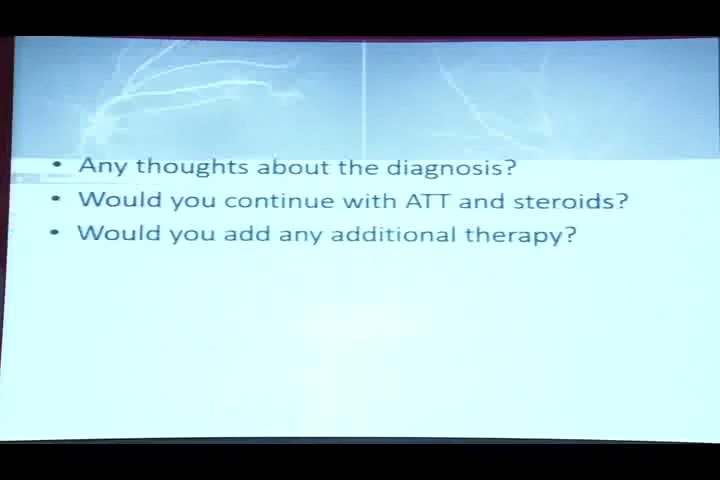 • Any thoughts about the diagnosis?
• Would you continue with ATT and steroids?
• Would you add any additional therapy?